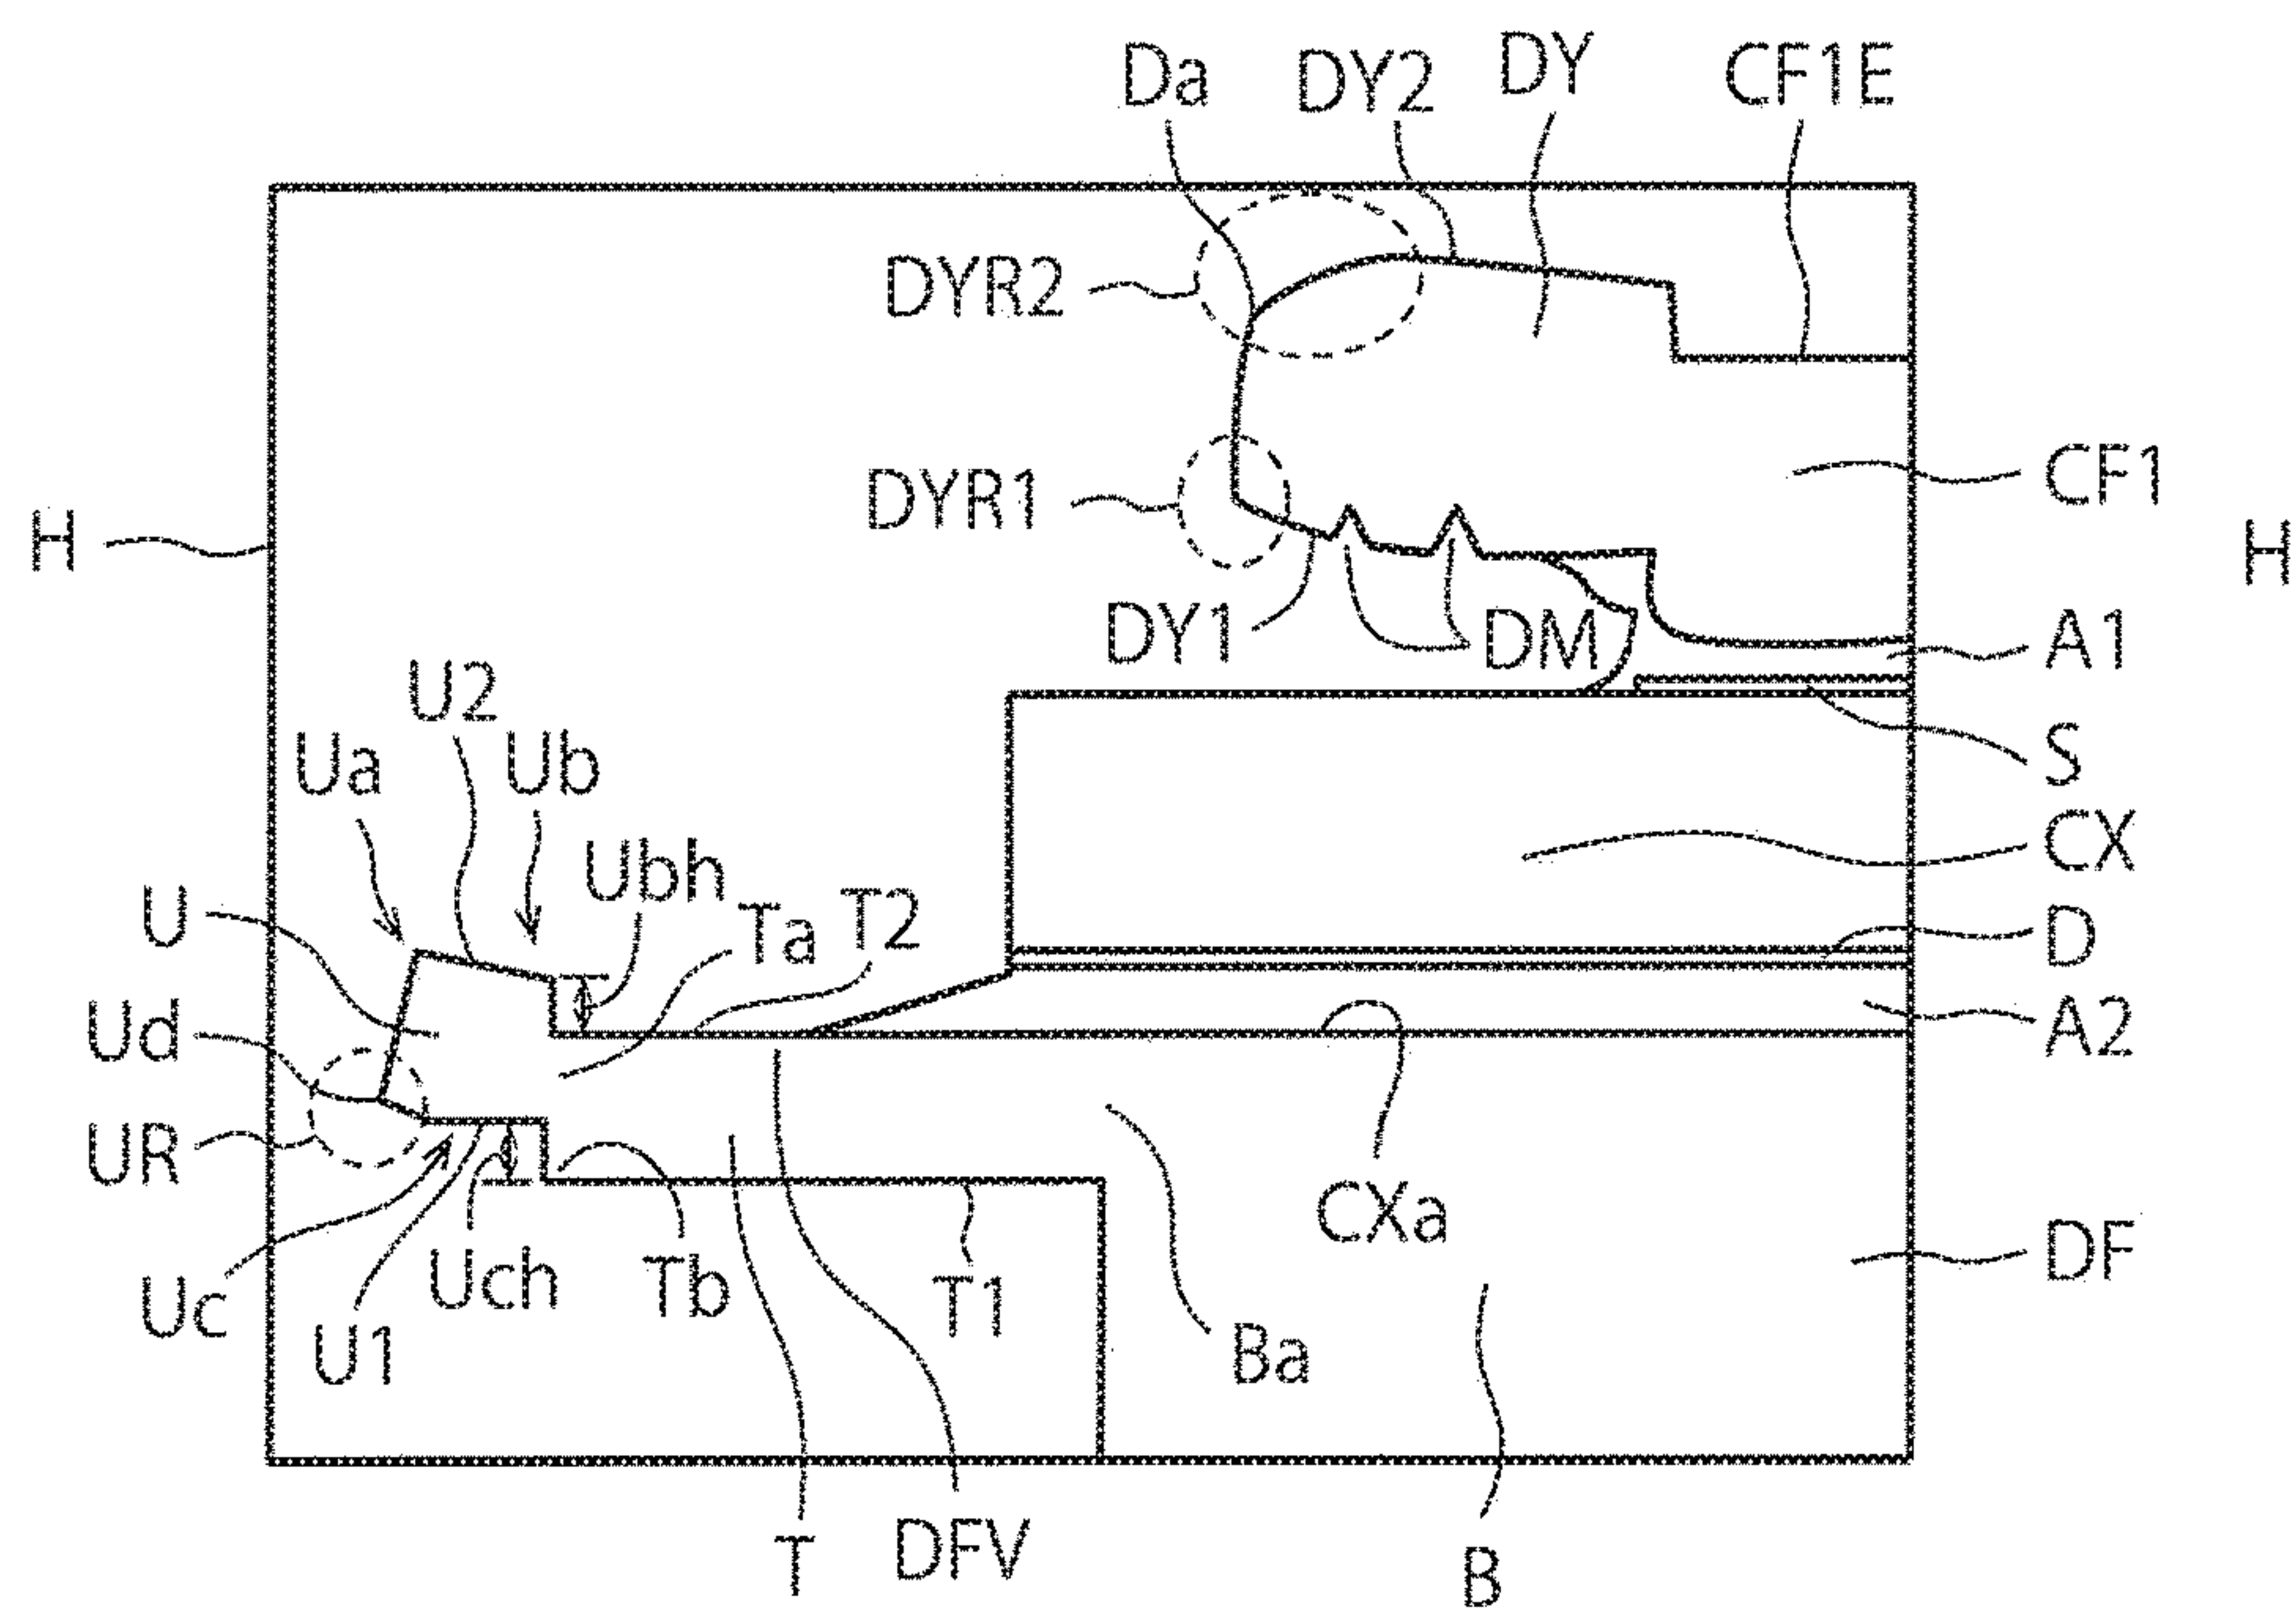 Da DY2 DY CF1E
DYR2
DYR1
CF1
H
H
DY1
DM
A1
U2
S
Ua
Ub
Ubh
CX
U
Ta
T2
D
Ud
A2
UR
CXa
DF
Uc
Uch
Tb
T1
U1
Ba
T
DFV
B